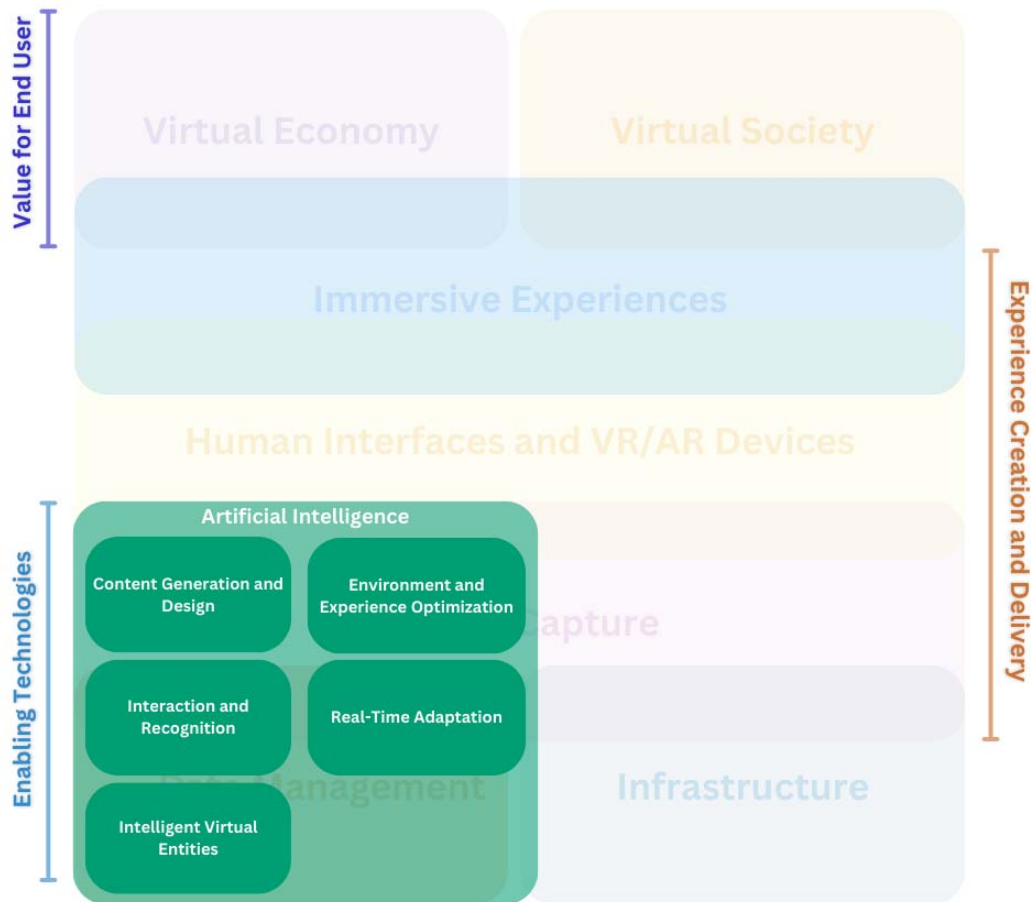 Value for End User
Virtual Economy
Virtual Society
Immersive Experiences
Experience Creation and Delivery
Human Interfaces and VR/AR Devices
Enabling Technologies
Artificial Intelligence
Content Generation and
Design
Environment and
Experience Optimization
Capture
Interaction and
Recognition
Real-Time Adaptation
Data Management
Infrastructure
Intelligent Virtual
Entities